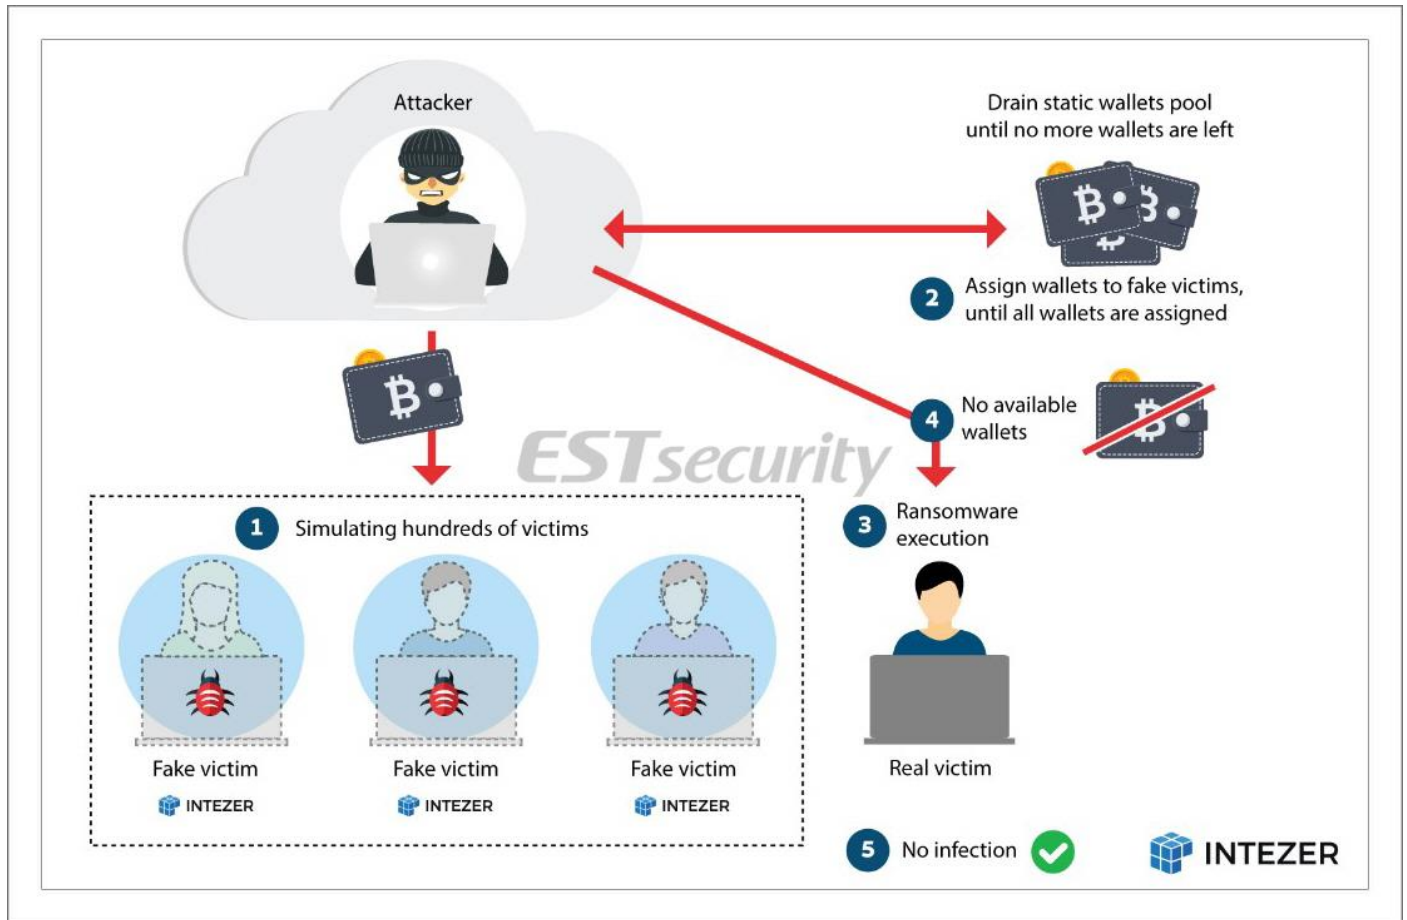 Attacker
Drain static wallets pool
until no more wallets are left
2 Assign wallets to fake victims,
until all wallets are assigned
4 No available
wallets
ESTsecurity
1 Simulating hundreds of victims
3 Ransomware
execution
Fake victim
INTEZER
Fake victim
INTEZER
Fake victim
INTEZER
Real victim
5 No infection
INTEZER